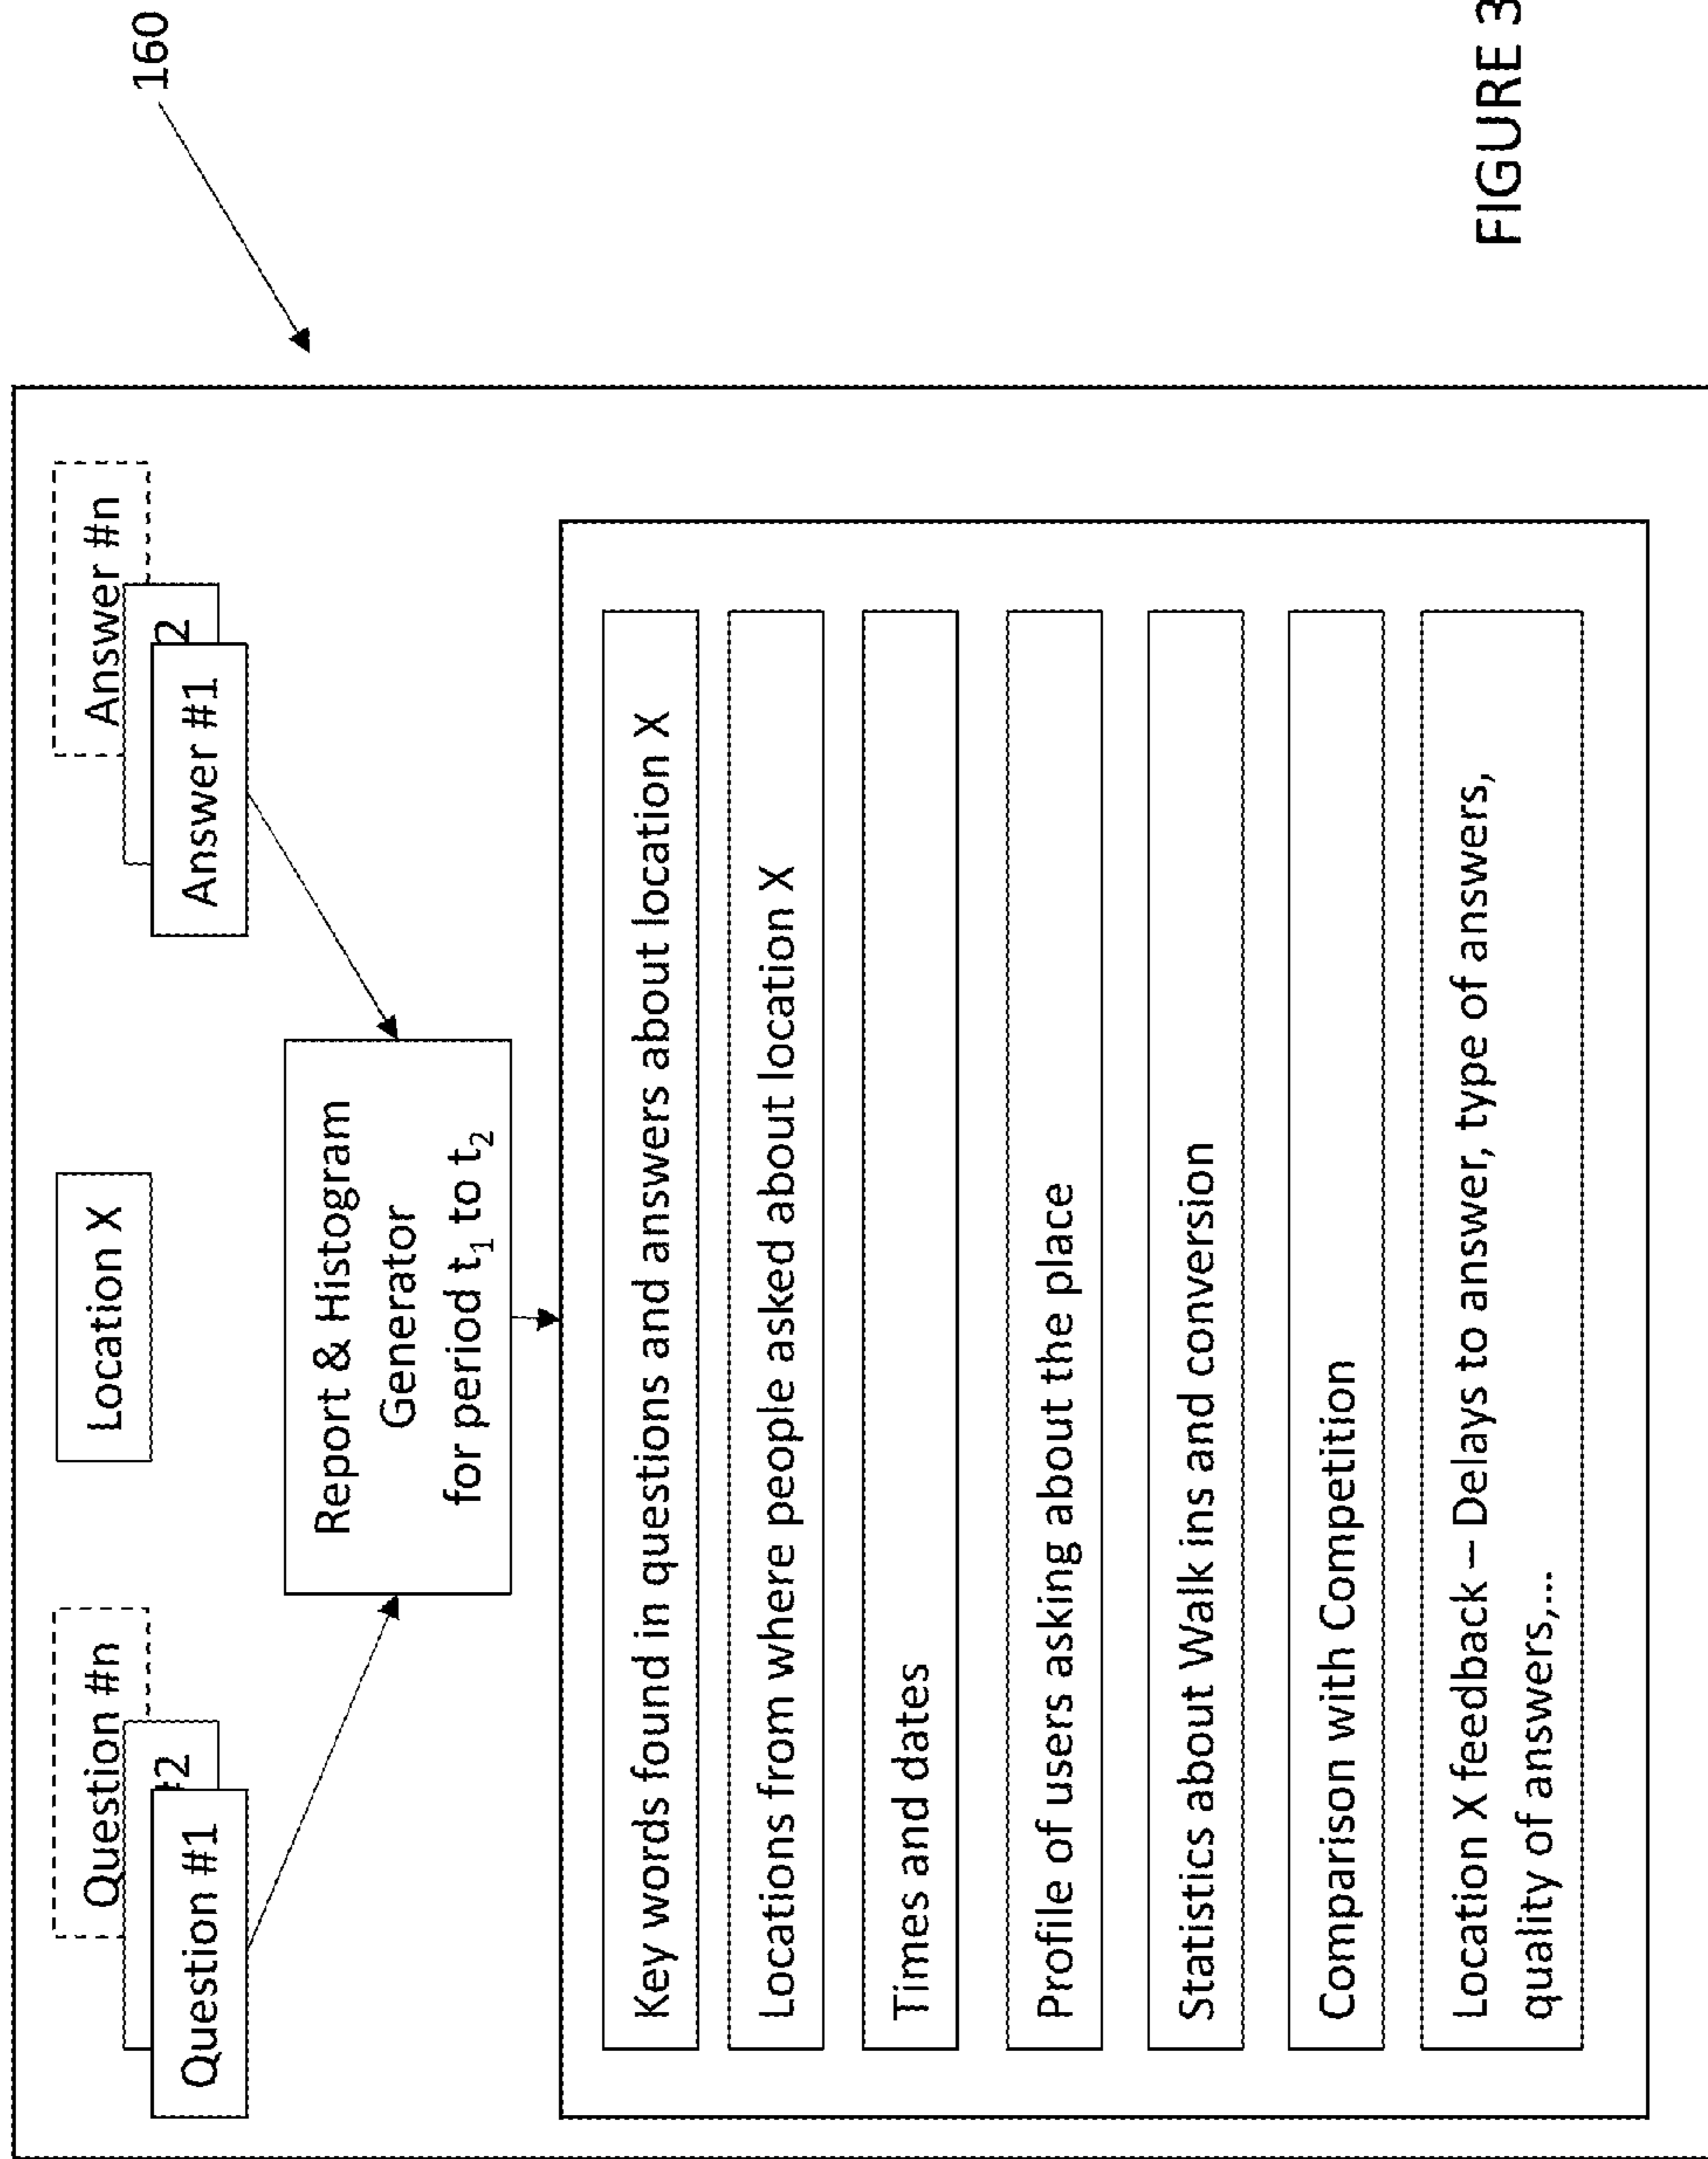 160
Question #n
#2
Question #1
Location X
Answer #n
2
Answer #1
Report & Histogram
Generator
for period t₁ to t₂
Key words found in questions and answers about location X
Locations from where people asked about location X
Times and dates
Profile of users asking about the place
Statistics about Walk ins and conversion
Comparison with Competition
Location X feedback – Delays to answer, type of answers,
quality of answers,...
FIGURE 3